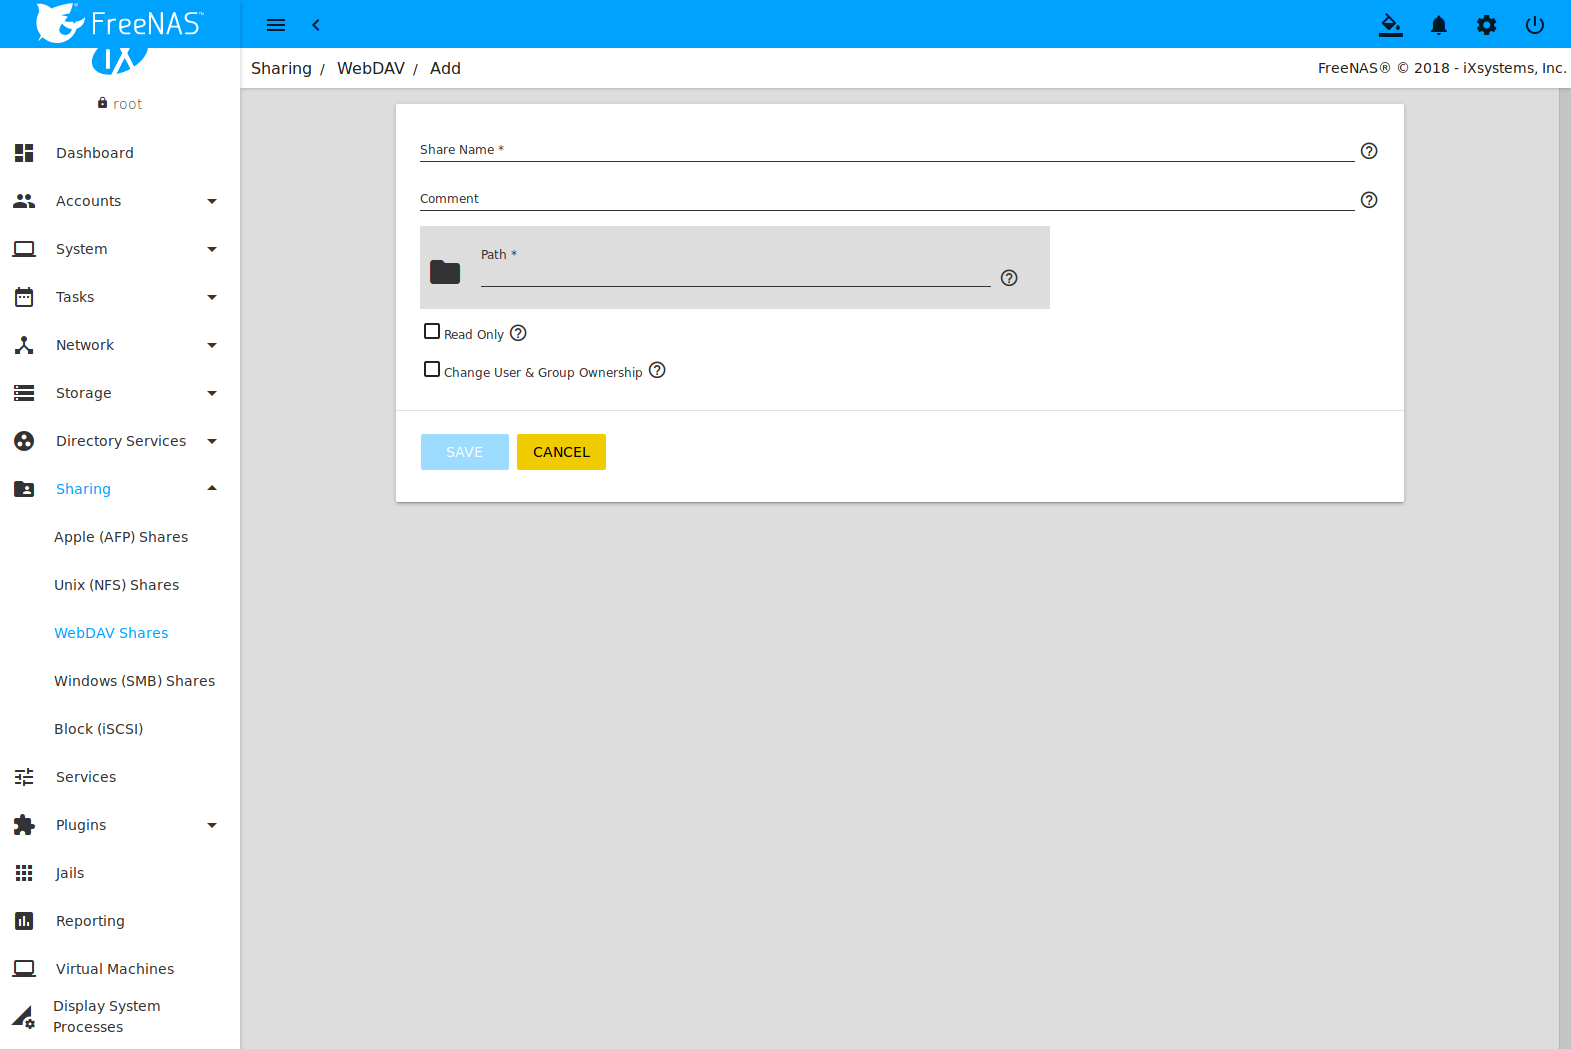 FreeNAS™
iX
root
Sharing / WebDAV / Add
FreeNAS® © 2018 - iXsystems, Inc.
Dashboard
Accounts
System
Tasks
Network
Storage
Directory Services
Sharing
Apple (AFP) Shares
Unix (NFS) Shares
WebDAV Shares
Windows (SMB) Shares
Block (iSCSI)
Services
Plugins
Jails
Reporting
Virtual Machines
Display System
Processes
Share Name *
Comment
Path *
Read Only
Change User & Group Ownership
SAVE
CANCEL